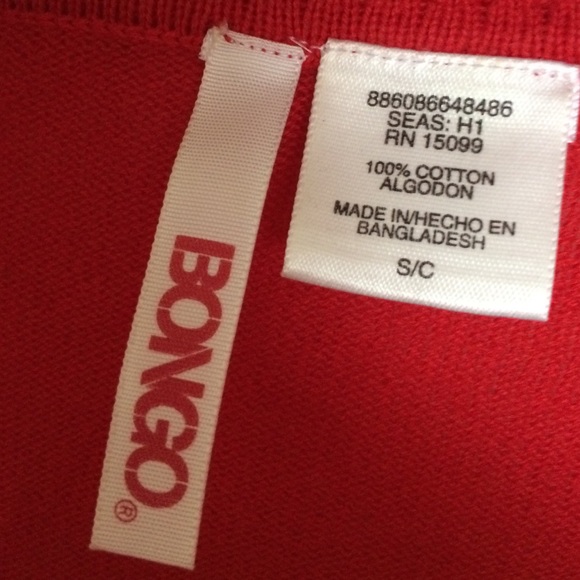 BONGO®
886086648486
SEAS: H1
RN 15099
100% COTTON
ALGODON
MADE IN/HECHO EN
BANGLADESH
S/C